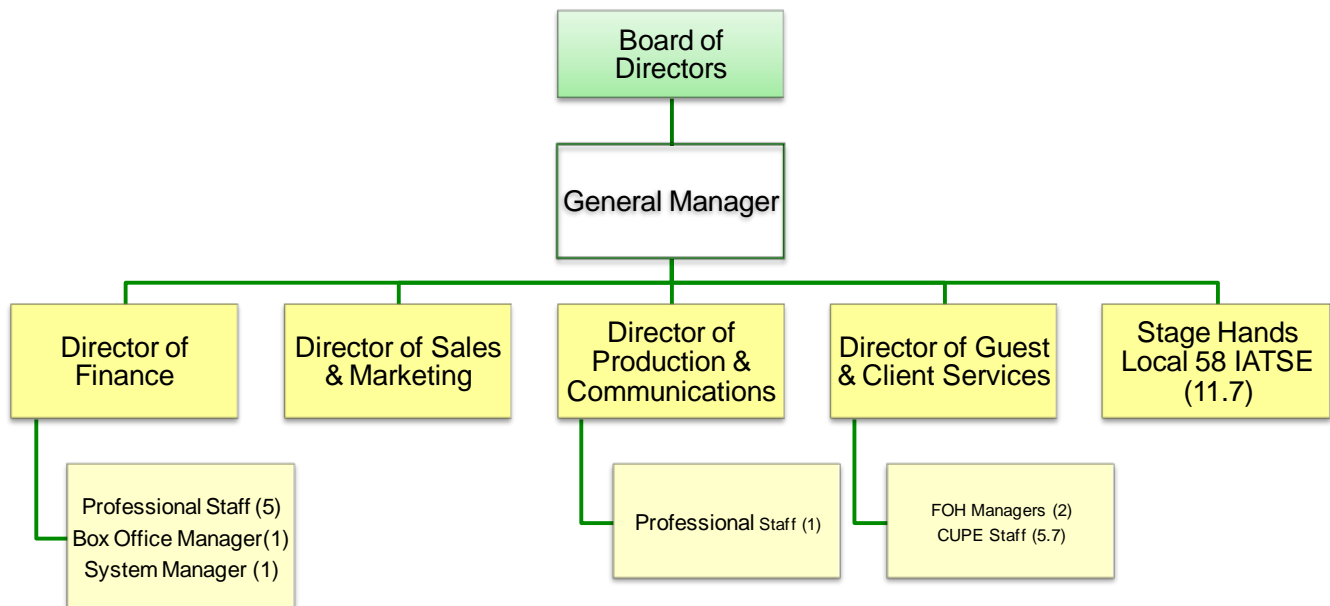 Board of
Directors
General Manager
Director of
Finance
Director of Sales
& Marketing
Director of
Production &
Communications
Director of Guest
& Client Services
Stage Hands
Local 58 IATSE
(11.7)
Professional Staff (5)
Box Office Manager(1)
System Manager (1)
Professional Staff (1)
FOH Managers (2)
CUPE Staff (5.7)